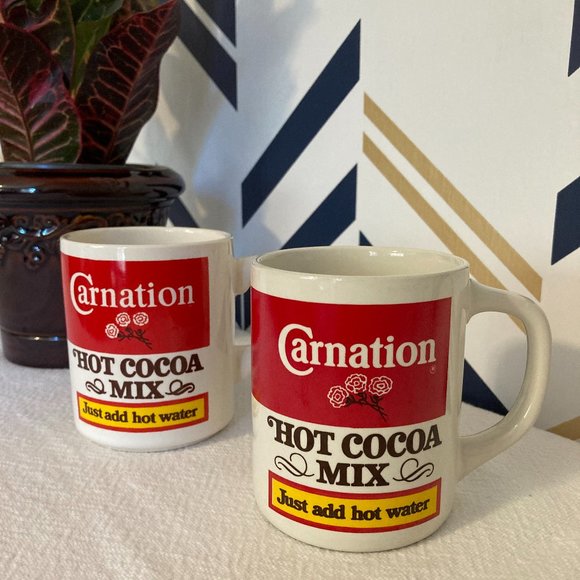 Carnation
HOT COCOA
MIX
Just add hot water
Carnation
®
HOT COCOA
MIX
Just add hot water